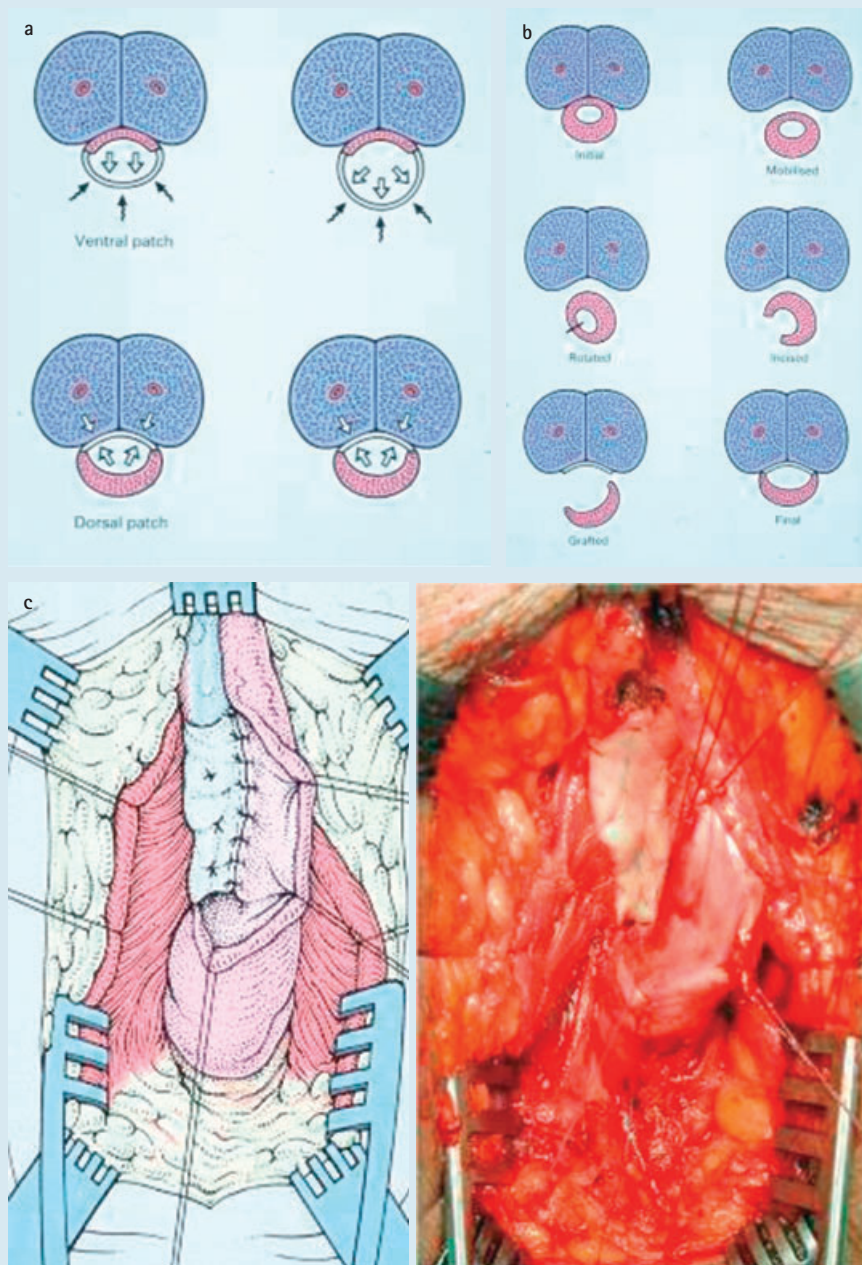 a
Ventral patch
Dorsal patch
b
Initial
Mobilised
Rotated
Incised
Grafted
Final
c